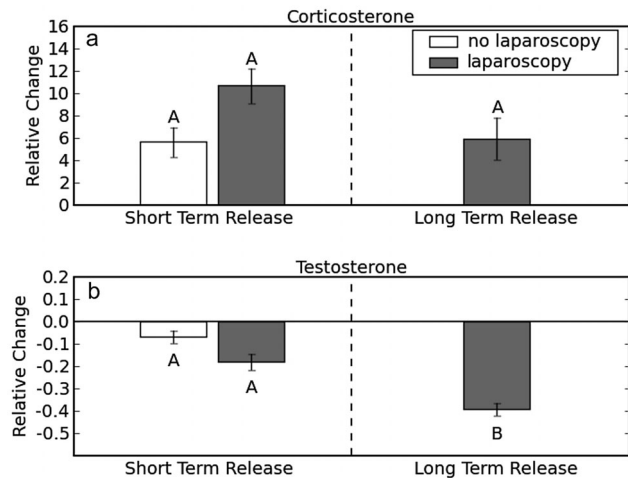 Corticosterone
a
no laparoscopy
laparoscopy
Relative Change
16
14
12
10
8
6
4
2
0
A
A
A
Short Term Release
Long Term Release
Testosterone
b
Relative Change
0.2
0.1
0.0
-0.1
-0.2
-0.3
-0.4
-0.5
A
A
B
Short Term Release
Long Term Release